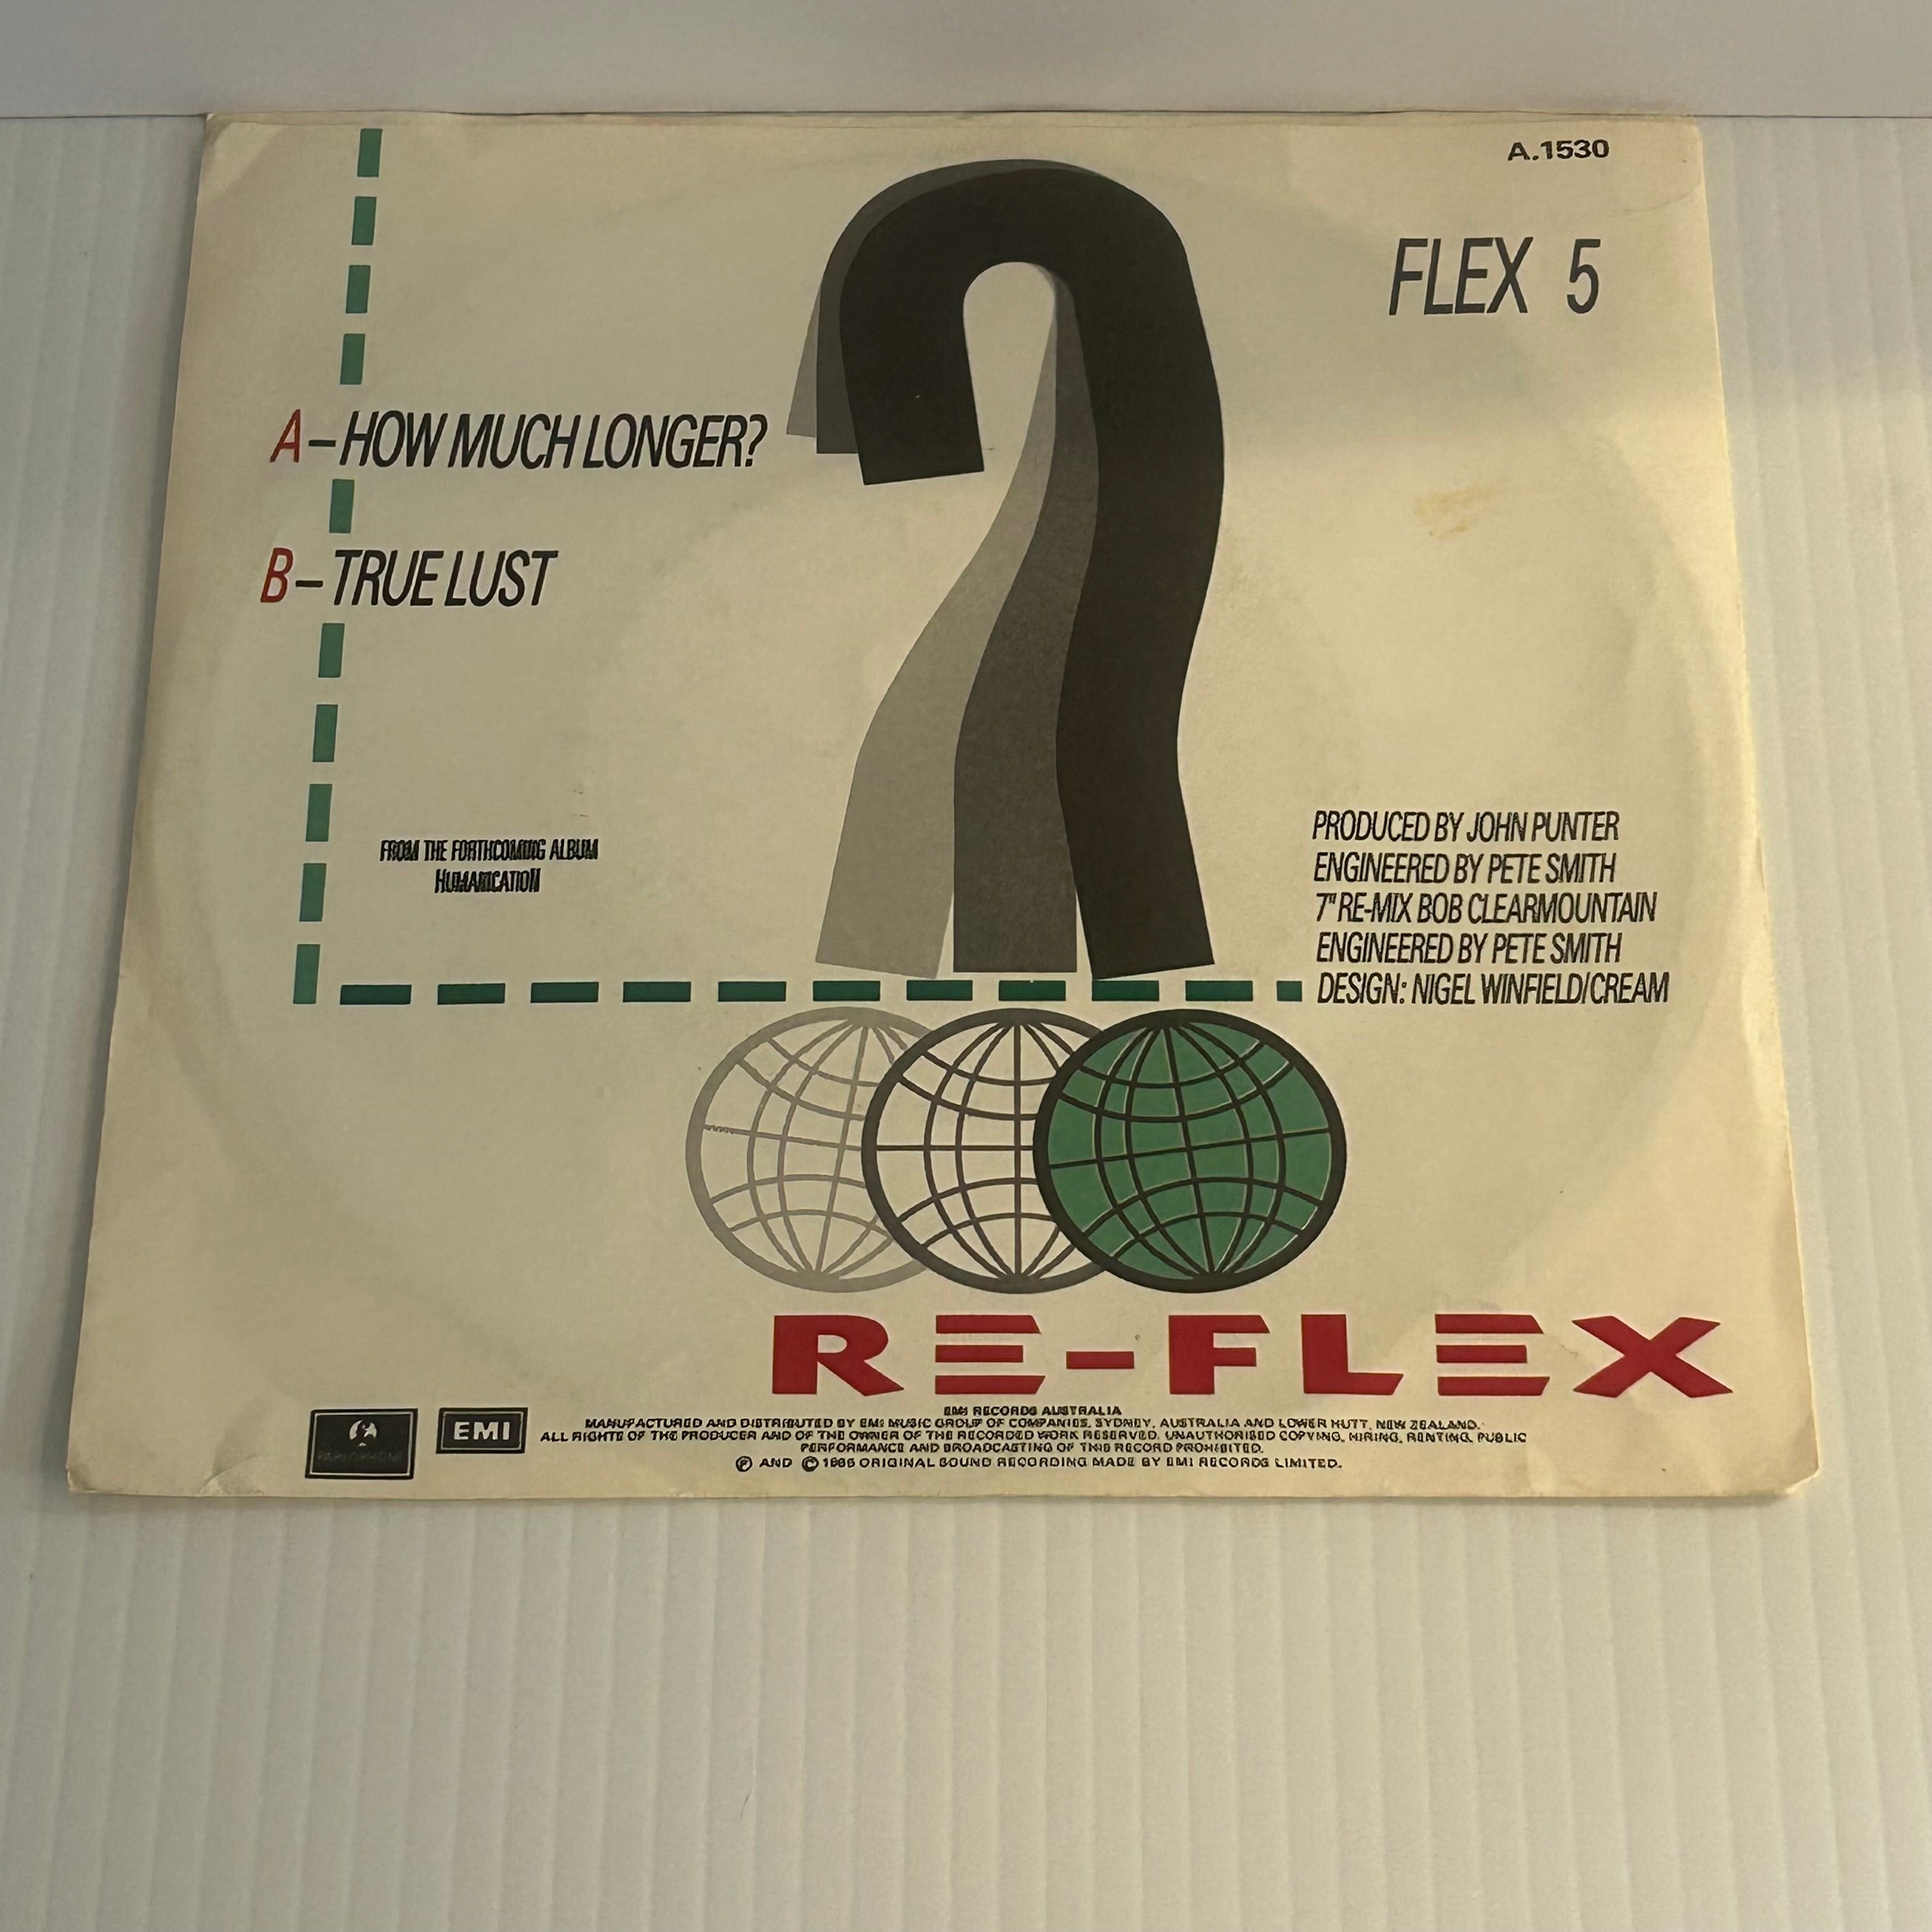 A.1530
FLEX 5
A–HOW MUCH LONGER?
B–TRUE LUST
FROM THE FORTHCOMING ALBUM
HUMANICATION
PRODUCED BY JOHN PUNTER
ENGINEERED BY PETE SMITH
7" RE-MIX BOB CLEARMOUNTAIN
ENGINEERED BY PETE SMITH
DESIGN: NIGEL WINFIELD/CREAM
RE-FLEX
PARLOPHONE
EMI
EMI RECORDS AUSTRALIA
MANUFACTURED AND DISTRIBUTED BY EMI MUSIC GROUP OF COMPANIES, SYDNEY, AUSTRALIA AND LOWER HUTT, NEW ZEALAND.
ALL RIGHTS OF THE PRODUCER AND OF THE OWNER OF THE RECORDED WORK RESERVED. UNAUTHORISED COPYING, HIRING, RENTING, PUBLIC
PERFORMANCE AND BROADCASTING OF THIS RECORD PROHIBITED.
℗ AND © ORIGINAL SOUND RECORDING MADE BY EMI RECORDS LIMITED.